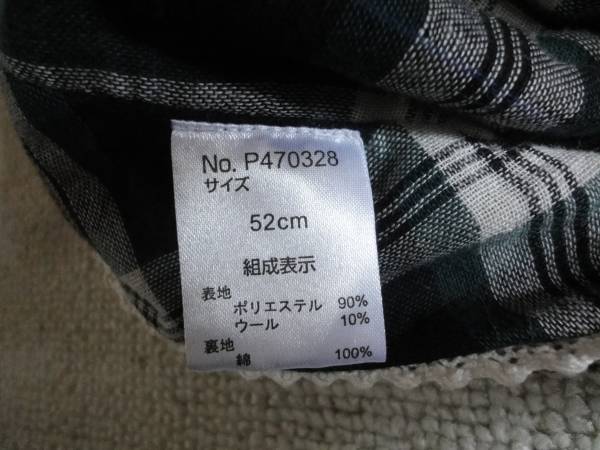 No. P470328
サイズ
52cm
組成表示
表地
ポリエステル 90%
ウール 10%
裏地
綿 100%